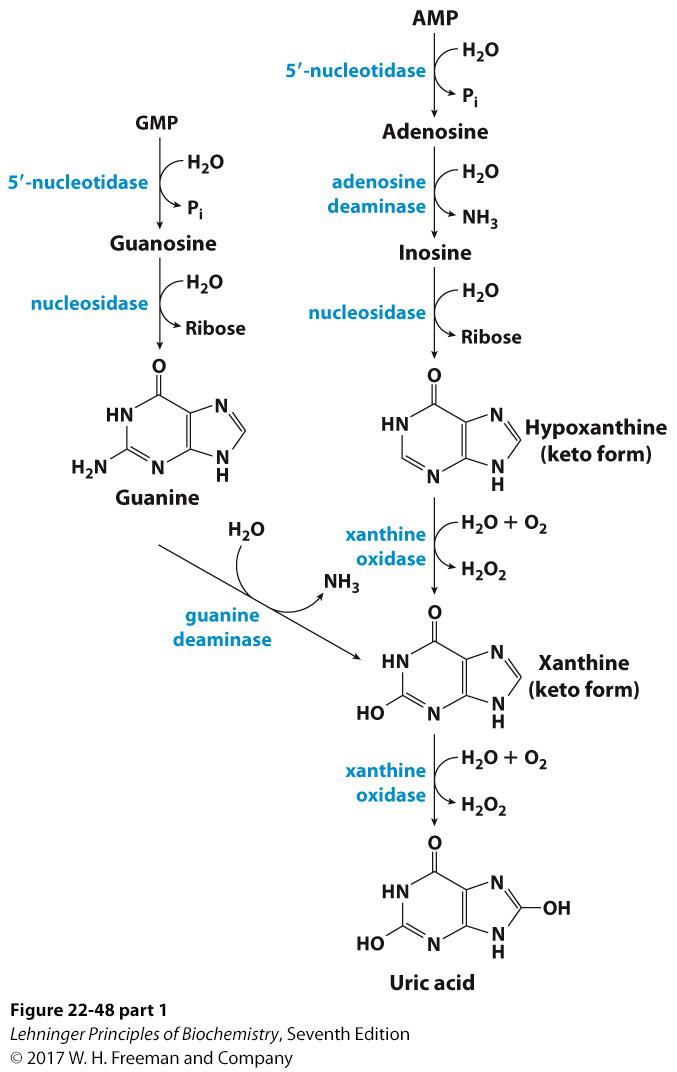 AMP
H₂O
5′-nucleotidase
Pᵢ
Adenosine
H₂O
adenosine
deaminase
NH₃
Inosine
H₂O
nucleosidase
Ribose
O
HN
N
N
N
H
Hypoxanthine
(keto form)
GMP
H₂O
5′-nucleotidase
Pᵢ
Guanosine
H₂O
nucleosidase
Ribose
O
HN
N
H₂N
N
N
H
Guanine
H₂O
NH₃
guanine
deaminase
H₂O + O₂
xanthine
oxidase
H₂O₂
O
HN
N
HO
N
N
H
Xanthine
(keto form)
H₂O + O₂
xanthine
oxidase
H₂O₂
O
HN
N
OH
HO
N
N
H
Uric acid
Figure 22-48 part 1
Lehninger Principles of Biochemistry, Seventh Edition
© 2017 W. H. Freeman and Company